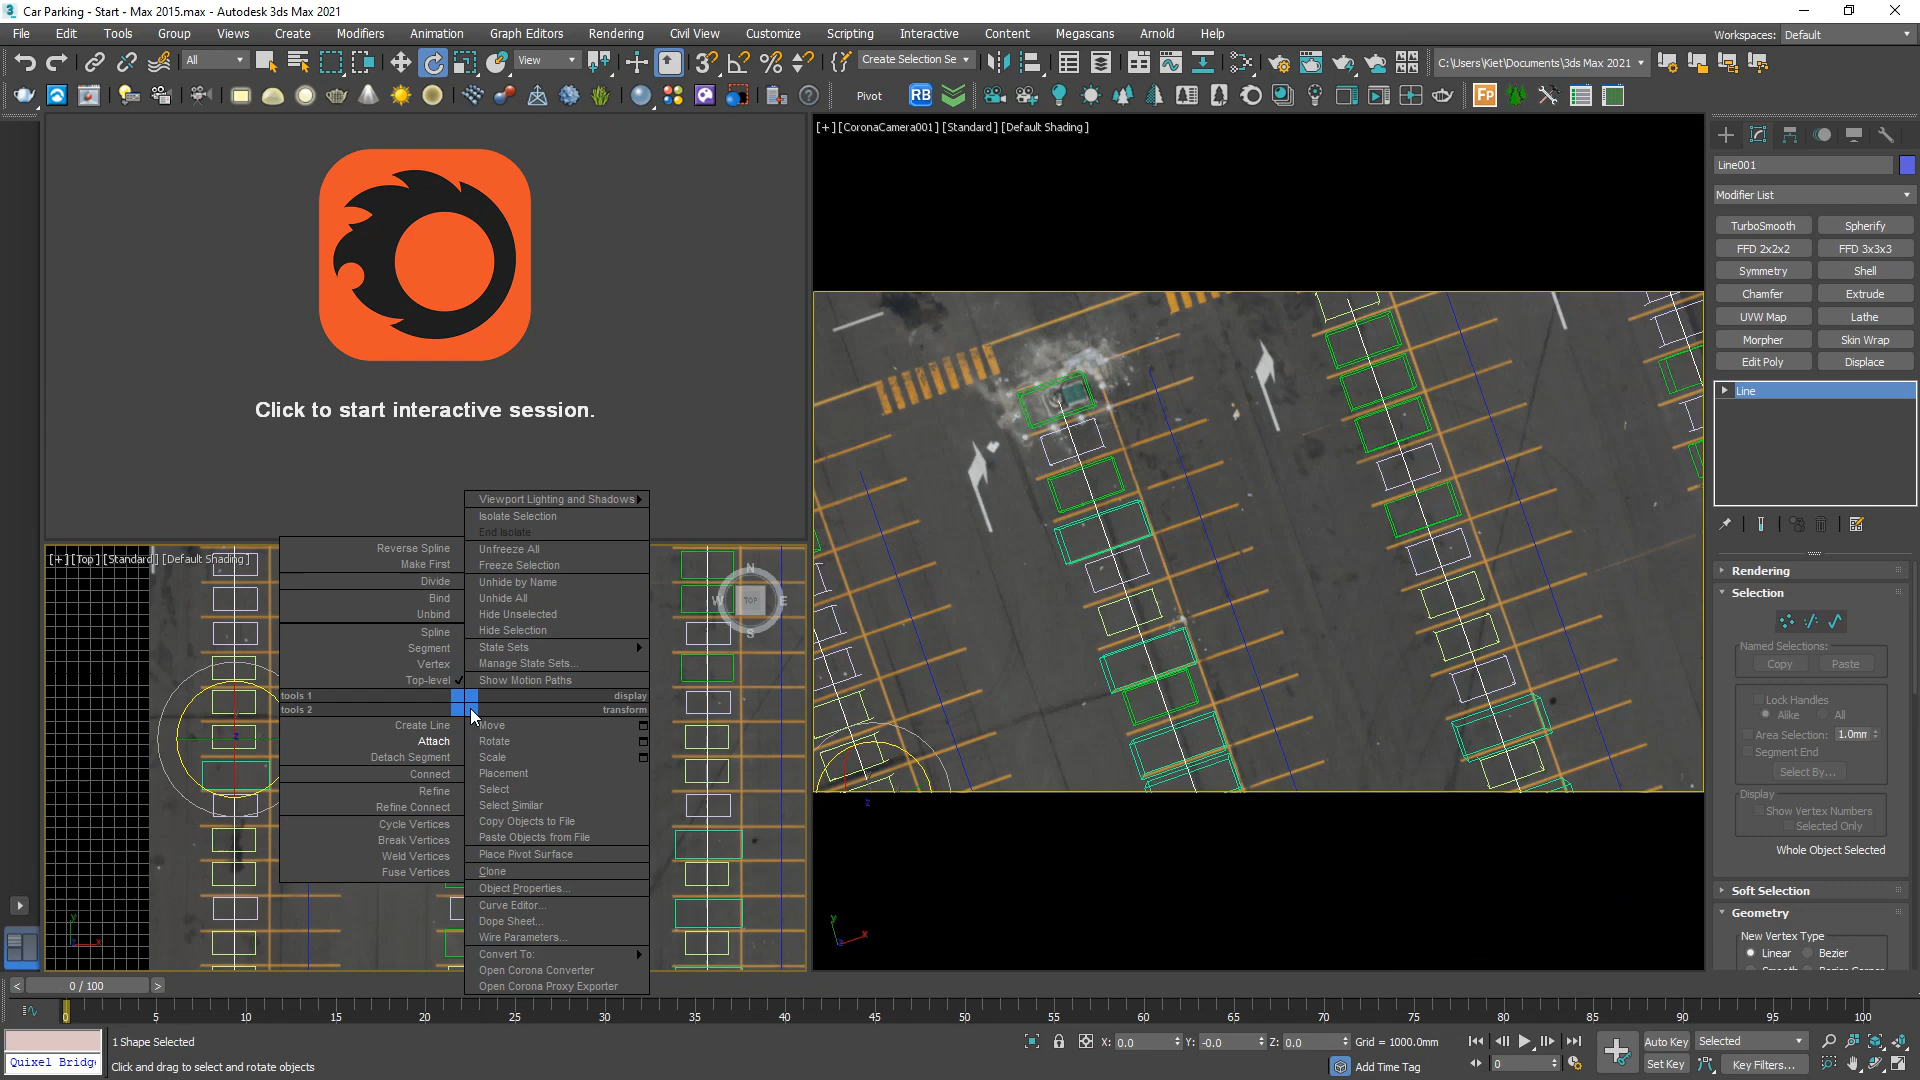 Car Parking - Start - Max 2015.max - Autodesk 3ds Max 2021
File Edit Tools Group Views Create Modifiers Animation Graph Editors Rendering Civil View Customize Scripting Interactive Content Megascans Arnold Help
Workspaces: Default
All View Create Selection Se C:\Users\Kiet\Documents\3ds Max 2021
Pivot RB Fp
[+] [CoronaCamera001] [Standard] [Default Shading]
Click to start interactive session.
[+] [Top] [Standard] [Default Shading]
N
W TOP E
S
Viewport Lighting and Shadows
Isolate Selection
End Isolate
Unfreeze All
Freeze Selection
Unhide by Name
Unhide All
Hide Unselected
Hide Selection
State Sets
Manage State Sets...
Show Motion Paths
display
transform
Reverse Spline
Make First
Divide
Bind
Unbind
Spline
Segment
Vertex
Top-level
tools 1
tools 2
Create Line
Attach
Detach Segment
Connect
Refine
Refine Connect
Cycle Vertices
Break Vertices
Weld Vertices
Fuse Vertices
Move
Rotate
Scale
Placement
Select
Select Similar
Copy Objects to File
Paste Objects from File
Place Pivot Surface
Clone
Object Properties...
Curve Editor...
Dope Sheet...
Wire Parameters...
Convert To:
Open Corona Converter
Open Corona Proxy Exporter
Line001
Modifier List
TurboSmooth Spherify
FFD 2x2x2 FFD 3x3x3
Symmetry Shell
Chamfer Extrude
UVW Map Lathe
Morpher Skin Wrap
Edit Poly Displace
Line
Rendering
Selection
Named Selections:
Copy Paste
Lock Handles
Alike All
Area Selection: 1.0mm
Segment End
Select By...
Display
Show Vertex Numbers
Selected Only
Whole Object Selected
Soft Selection
Geometry
New Vertex Type
Linear Bezier
Smooth Bezier Corner
< 0 / 100 >
0 5 10 15 20 25 30 35 40 45 50 55 60 65 70 75 80 85 90 95 100
1 Shape Selected
X: 0.0 Y: -0.0 Z: 0.0 Grid = 1000.0mm
Auto Key Selected
Quixel Bridg
Click and drag to select and rotate objects
Add Time Tag
0
Set Key Key Filters...
y x z